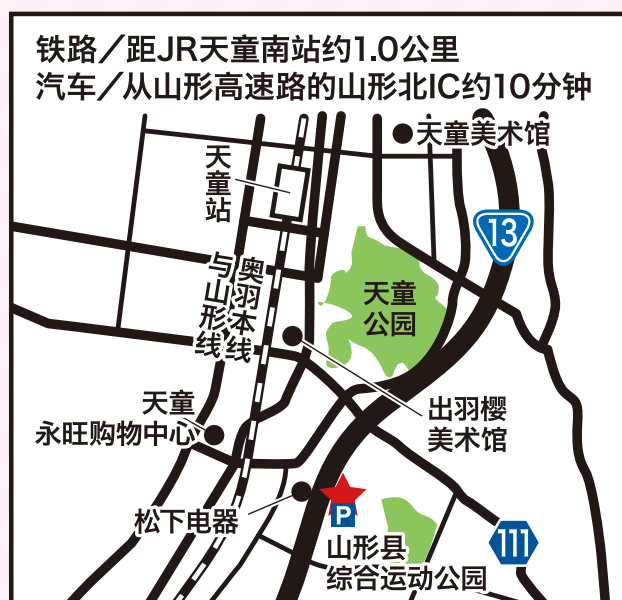 铁路／距JR天童南站约1.0公里
汽车／从山形高速路的山形北IC约10分钟
天童美术馆
天童站
13
奥羽本线
与山形线
天童
公园
天童
永旺购物中心
出羽樱
美术馆
松下电器
P
山形县
综合运动公园
111